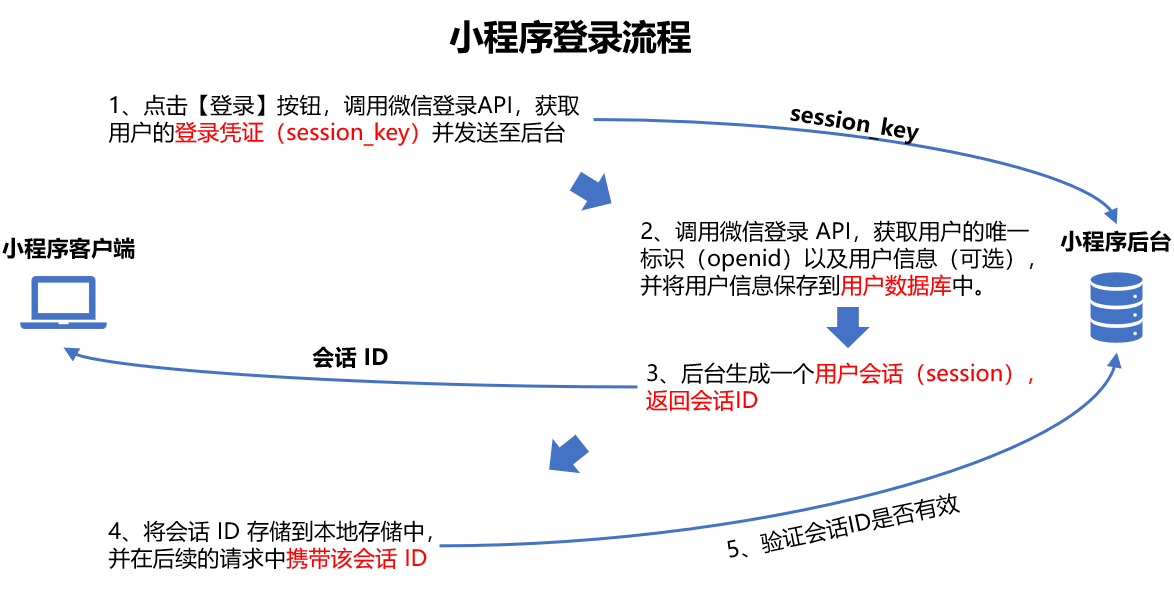 小程序登录流程
1、点击【登录】按钮，调用微信登录API，获取
用户的登录凭证（session_key）并发送至后台
session_key
小程序客户端
2、调用微信登录 API，获取用户的唯一
标识（openid）以及用户信息（可选），
并将用户信息保存到用户数据库中。
小程序后台
会话 ID
3、后台生成一个用户会话（session），
返回会话ID
4、将会话 ID 存储到本地存储中，
并在后续的请求中携带该会话 ID
5、验证会话ID是否有效